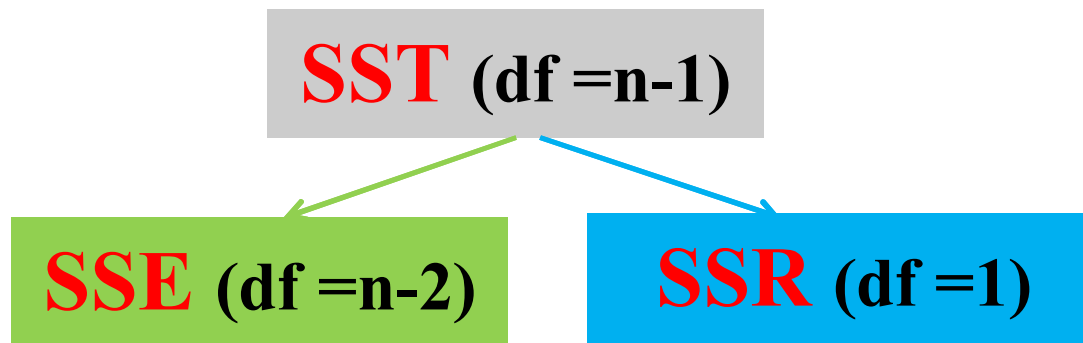 SST (df =n-1)
SSE (df =n-2)
SSR (df =1)